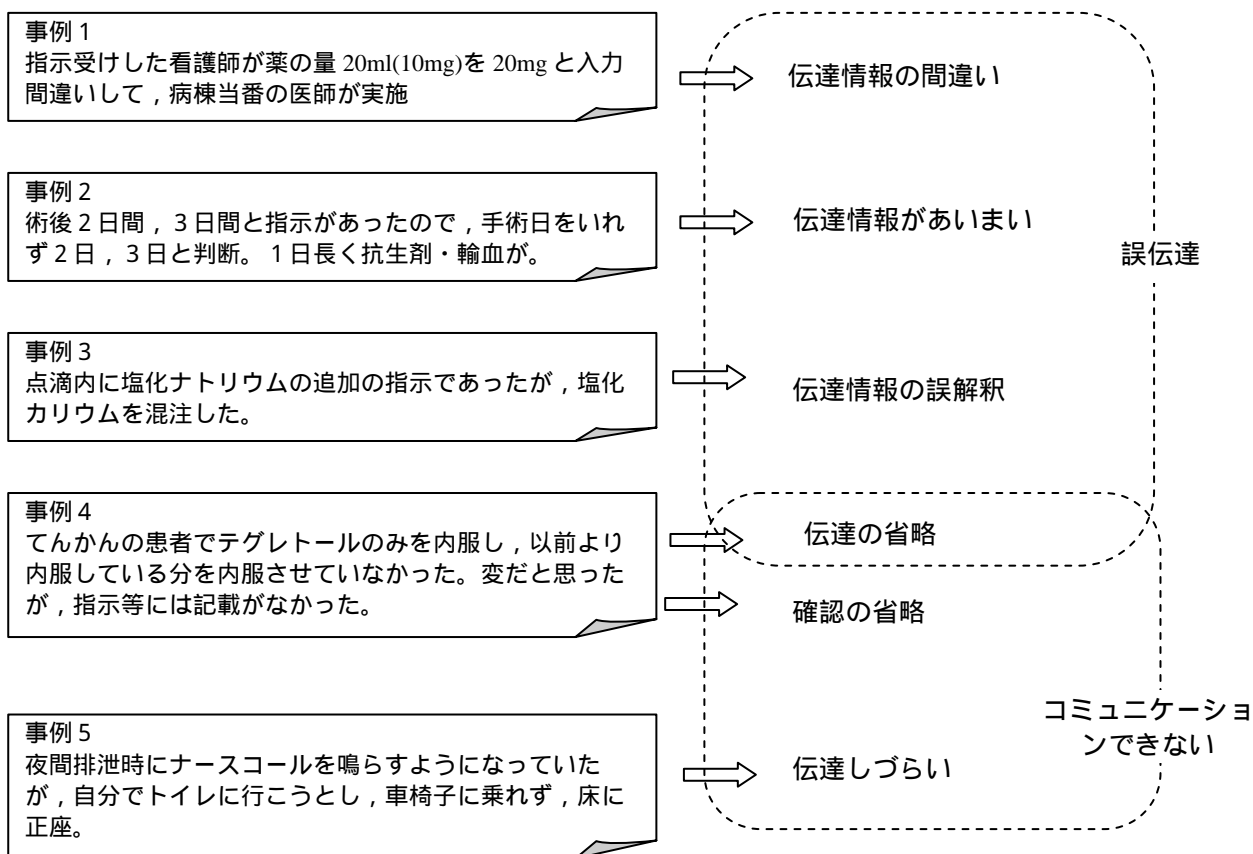 事例1
指示受けした看護師が薬の量 20ml(10mg)を 20mg と入力
間違いして，病棟当番の医師が実施
伝達情報の間違い
事例2
術後2日間，3日間と指示があったので，手術日をいれ
ず2日，3日と判断。1日長く抗生剤・輸血が。
伝達情報があいまい
誤伝達
事例3
点滴内に塩化ナトリウムの追加の指示であったが，塩化
カリウムを混注した。
伝達情報の誤解釈
事例4
てんかんの患者でテグレトールのみを内服し，以前より
内服している分を内服させていなかった。変だと思った
が，指示等には記載がなかった。
伝達の省略
確認の省略
コミュニケーショ
ンできない
事例5
夜間排泄時にナースコールを鳴らすようになっていた
が，自分でトイレに行こうとし，車椅子に乗れず，床に
正座。
伝達しづらい